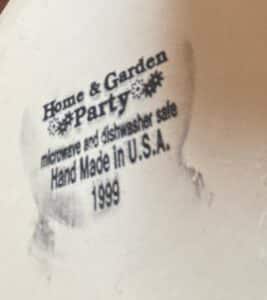 Home & Garden
Party
microwave and dishwasher safe
Hand Made in U.S.A.
1999